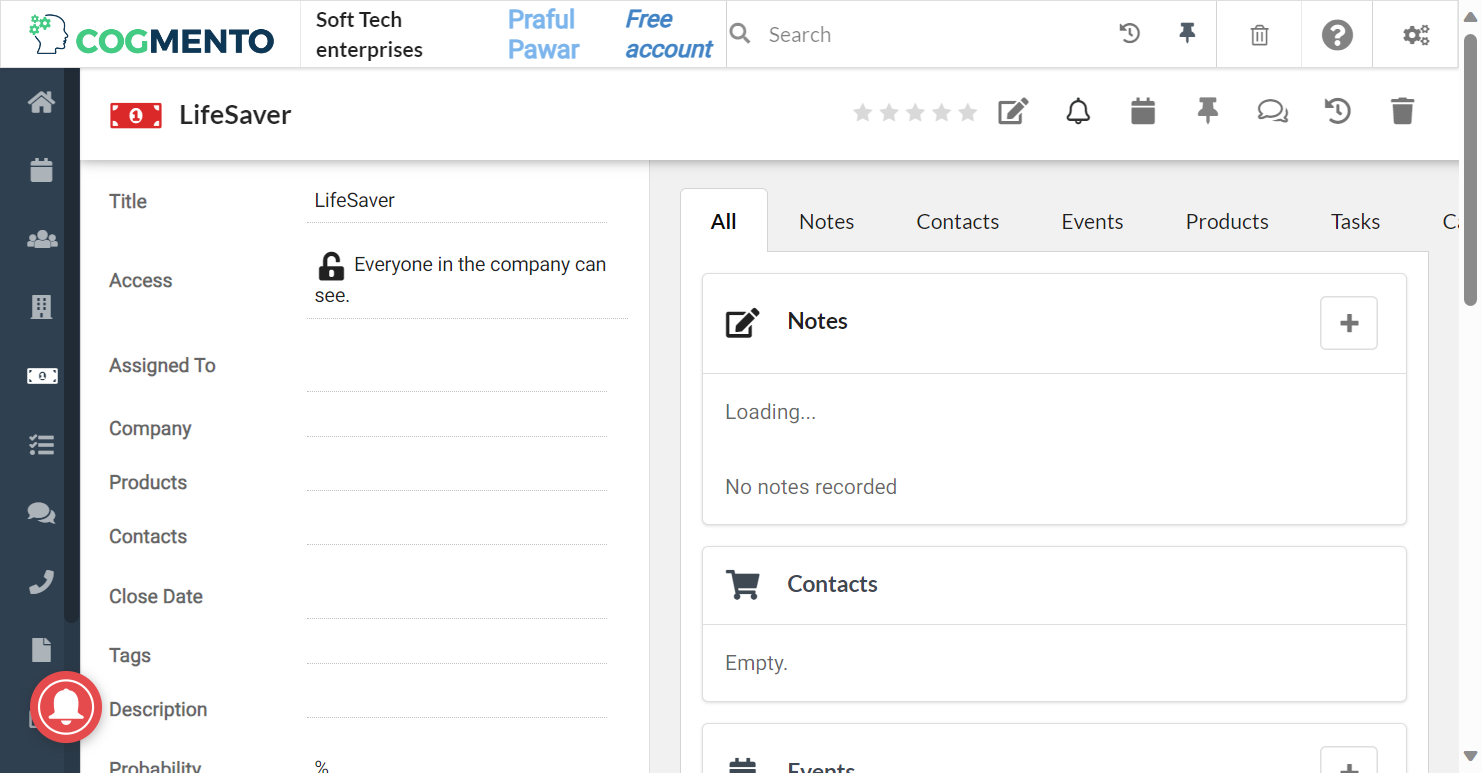 COGMENTO
Soft Tech
enterprises
Praful
Pawar
Free
account
Search
LifeSaver
Title
LifeSaver
Access
Everyone in the company can
see.
Assigned To
Company
Products
Contacts
Close Date
Tags
Description
Probability
%
All
Notes
Contacts
Events
Products
Tasks
Notes
Loading...
No notes recorded
Contacts
Empty.
Events